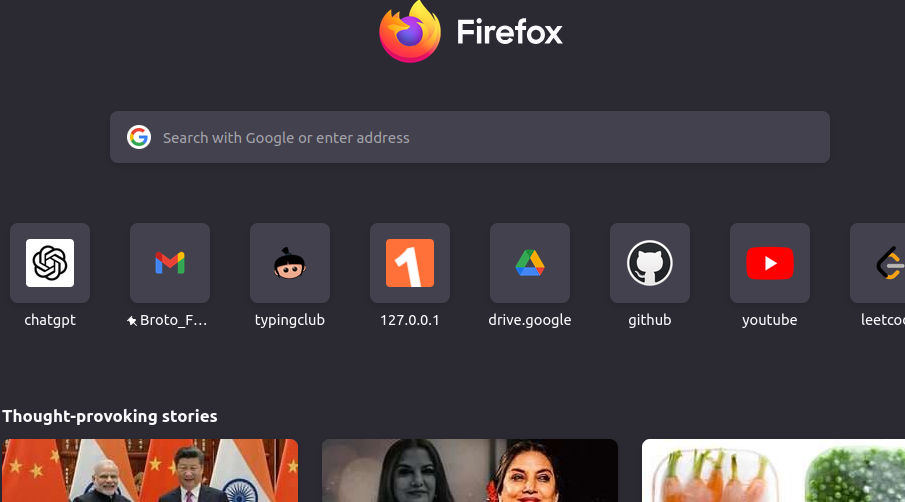 Firefox
Search with Google or enter address
chatgpt
Broto_F...
typingclub
127.0.0.1
drive.google
github
youtube
leetco
Thought-provoking stories